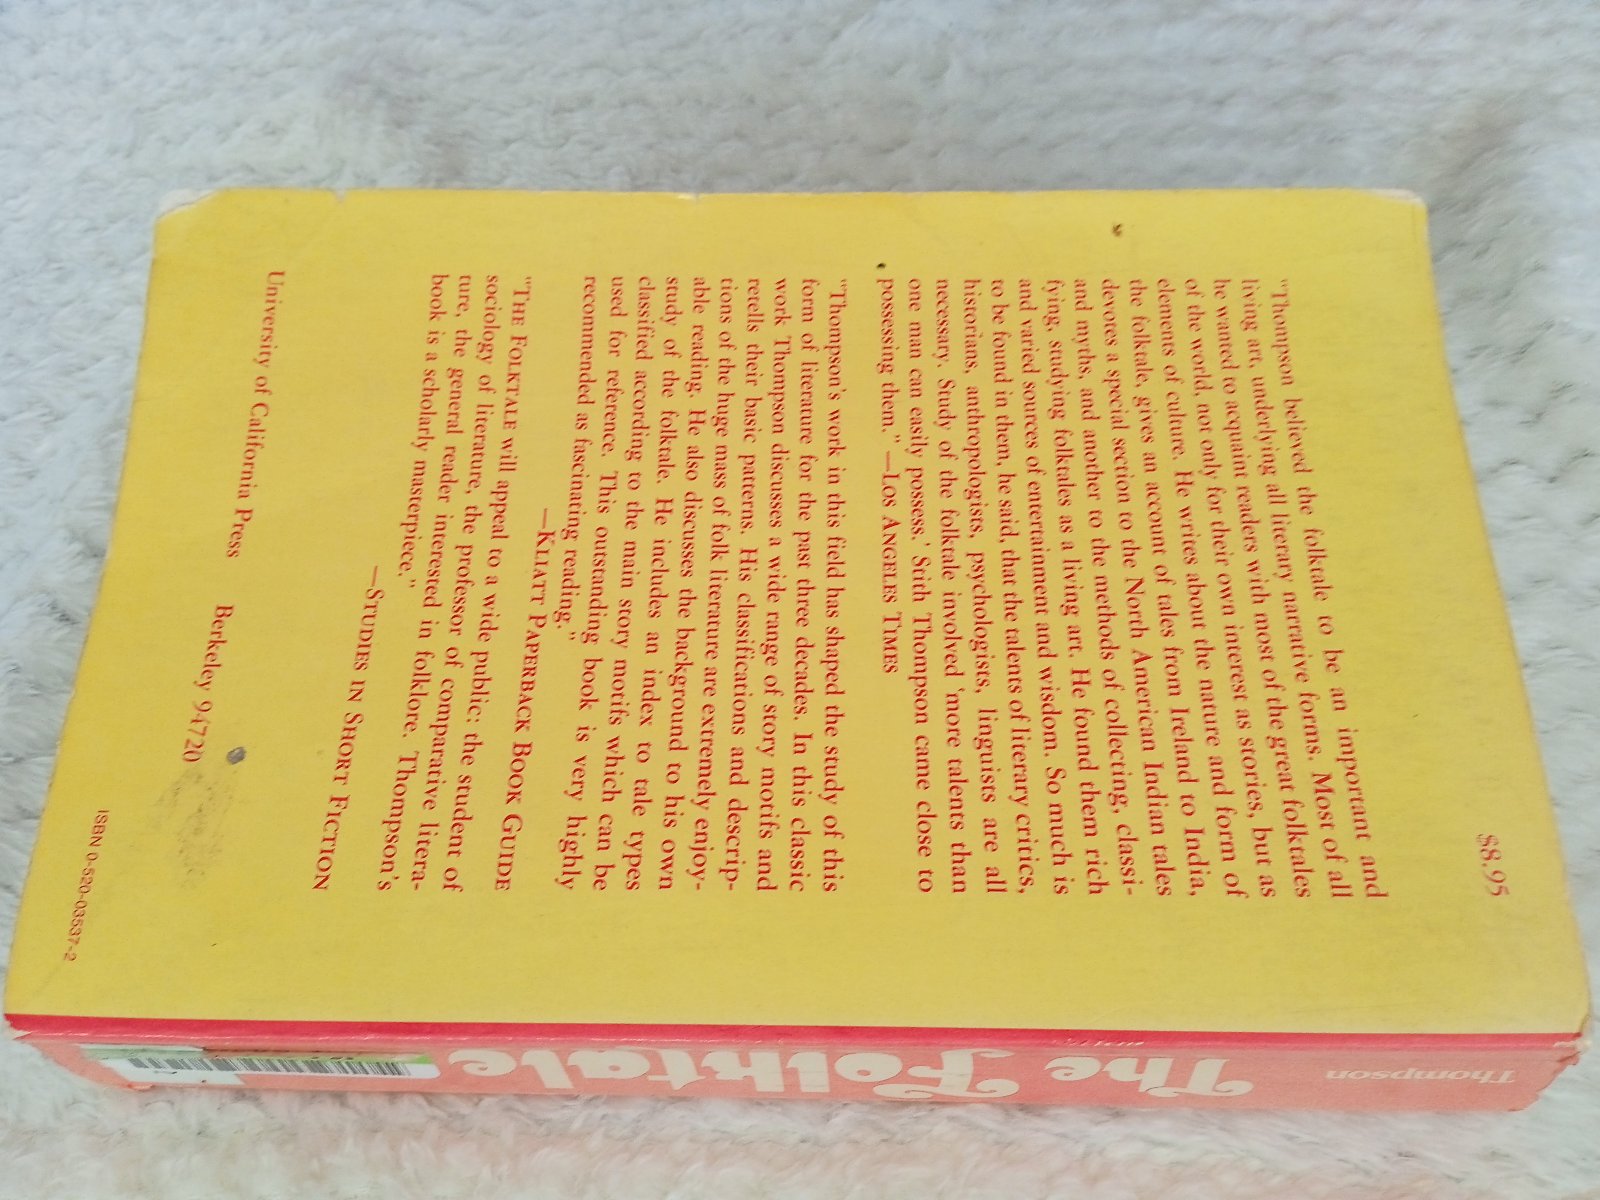 $8.95
"Thompson believed the folktale to be an important and
living art, underlying all literary narrative forms. Most of all
he wanted to acquaint readers with most of the great folktales
of the world, not only for their own interest as stories, but as
elements of culture. He writes about the nature and form of
the folktale, gives an account of tales from Ireland to India,
devotes a special section to the North American Indian tales
and myths, and another to the methods of collecting, classi-
fying, studying folktales as a living art. He found them rich
and varied sources of entertainment and wisdom. So much is
to be found in them, he said, that the talents of literary critics,
historians, anthropologists, psychologists, linguists are all
necessary. Study of the folktale involved 'more talents than
one man can easily possess.' Stith Thompson came close to
possessing them." —LOS ANGELES TIMES
"Thompson's work in this field has shaped the study of this
form of literature for the past three decades. In this classic
work Thompson discusses a wide range of story motifs and
retells their basic patterns. His classifications and descrip-
tions of the huge mass of folk literature are extremely enjoy-
able reading. He also discusses the background to his own
study of the folktale. He includes an index to tale types
classified according to the main story motifs which can be
used for reference. This outstanding book is very highly
recommended as fascinating reading."
—KLIATT PAPERBACK BOOK GUIDE
"THE FOLKTALE will appeal to a wide public: the student of
sociology of literature, the professor of comparative litera-
ture, the general reader interested in folklore. Thompson's
book is a scholarly masterpiece."
—STUDIES IN SHORT FICTION
University of California Press Berkeley 94720
ISBN 0-520-03537-2
Thompson
The Folktale